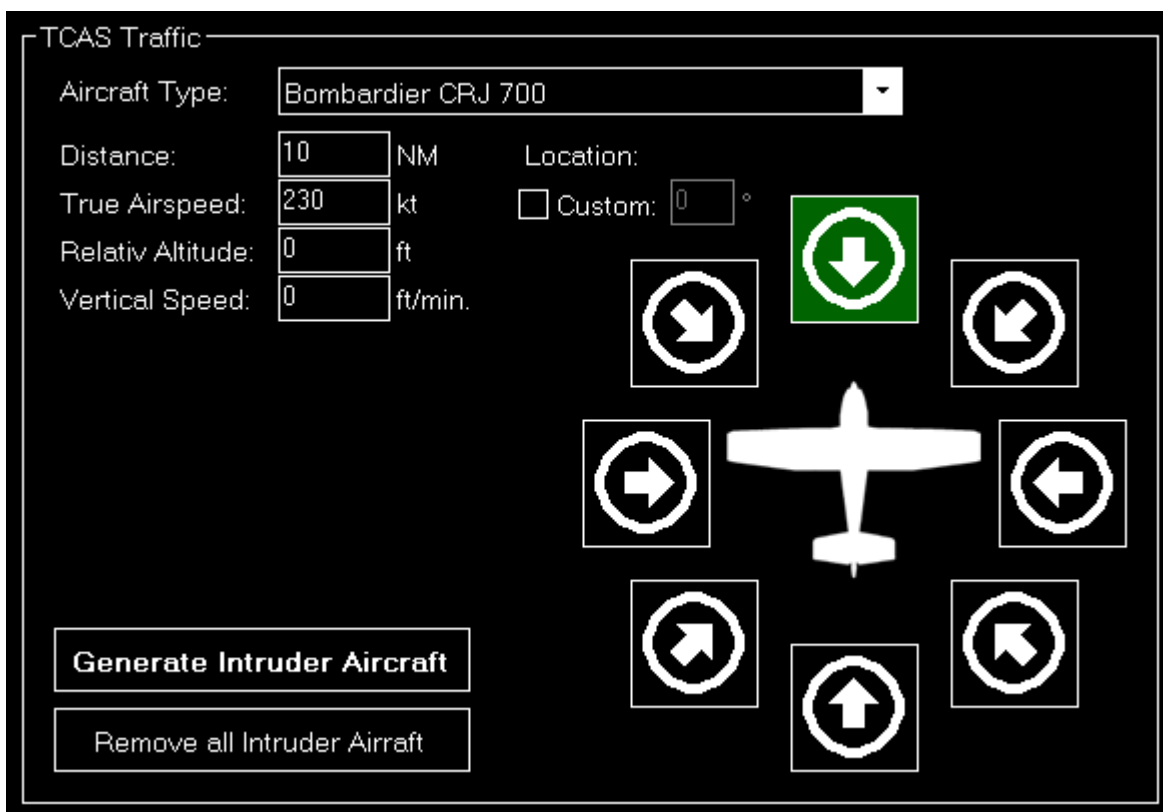 TCAS Traffic
Aircraft Type: Bombardier CRJ 700
Distance: 10 NM Location:
True Airspeed: 230 kt Custom: 0 °
Relativ Altitude: 0 ft
Vertical Speed: 0 ft/min.
Generate Intruder Aircraft
Remove all Intruder Airraft